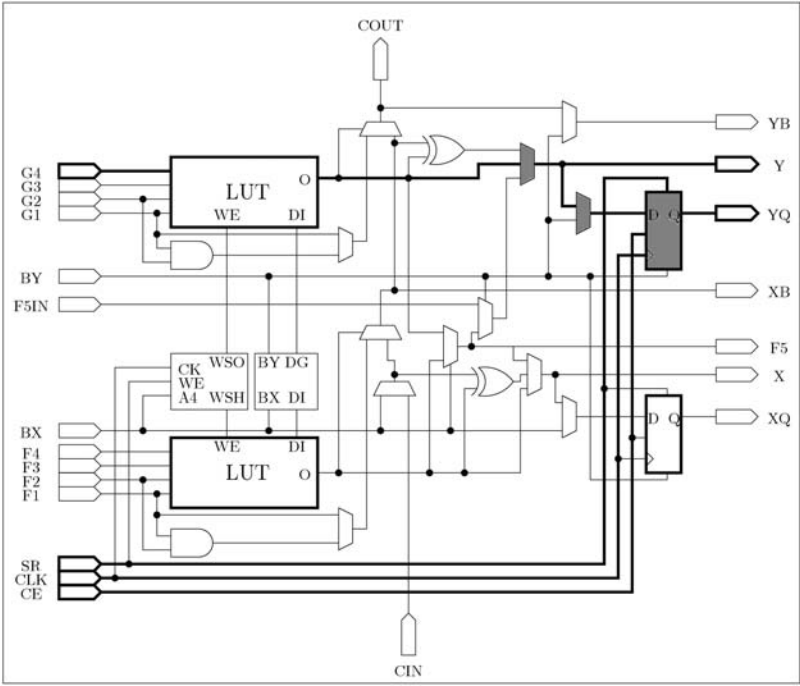 COUT
YB
G4
G3
G2
G1
LUT
O
WE DI
Y
D Q
YQ
BY
F5IN
XB
WSO
BY DG
CK
WE
A4 WSH
BX DI
F5
X
BX
F4
F3
F2
F1
WE DI
LUT
O
D Q
XQ
SR
CLK
CE
CIN